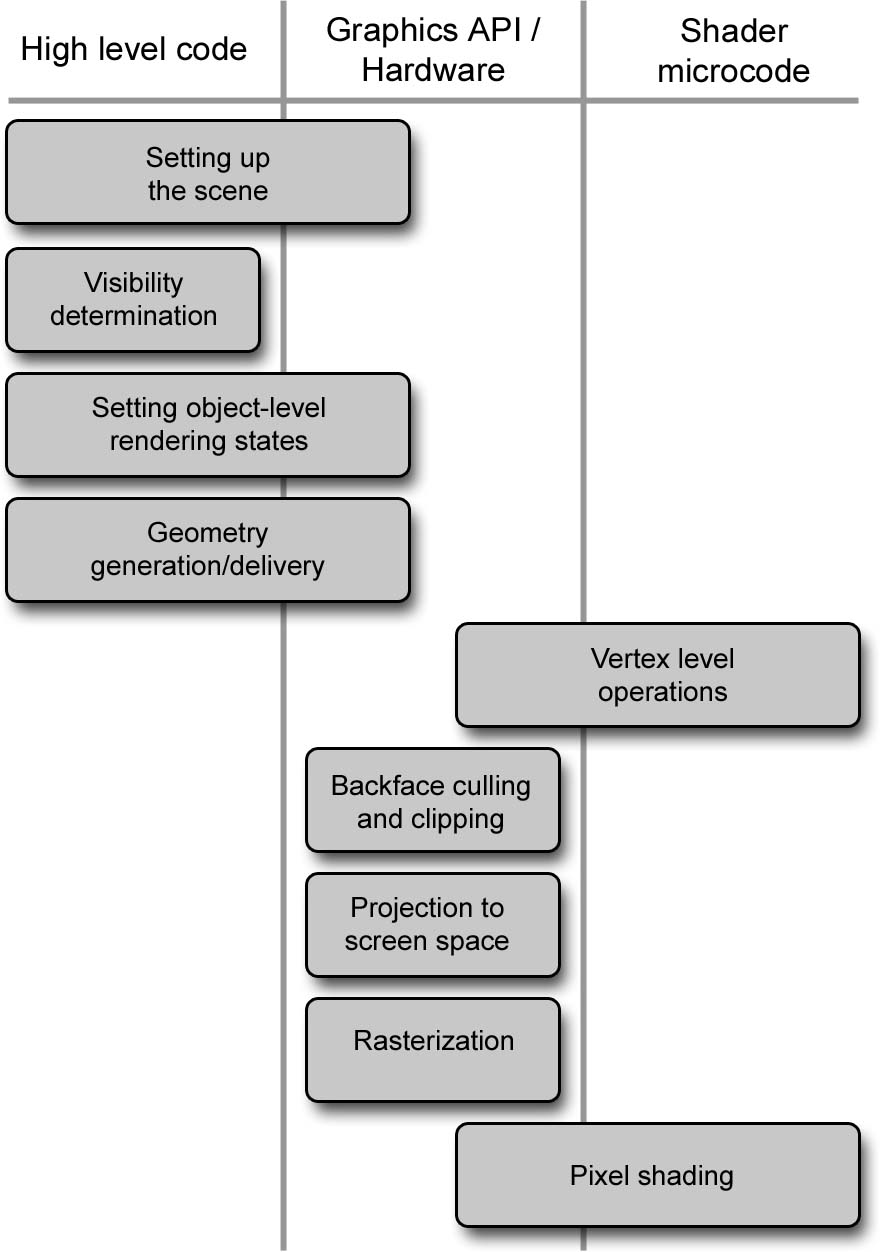 High level code
Graphics API /
Hardware
Shader
microcode
Setting up
the scene
Visibility
determination
Setting object-level
rendering states
Geometry
generation/delivery
Vertex level
operations
Backface culling
and clipping
Projection to
screen space
Rasterization
Pixel shading